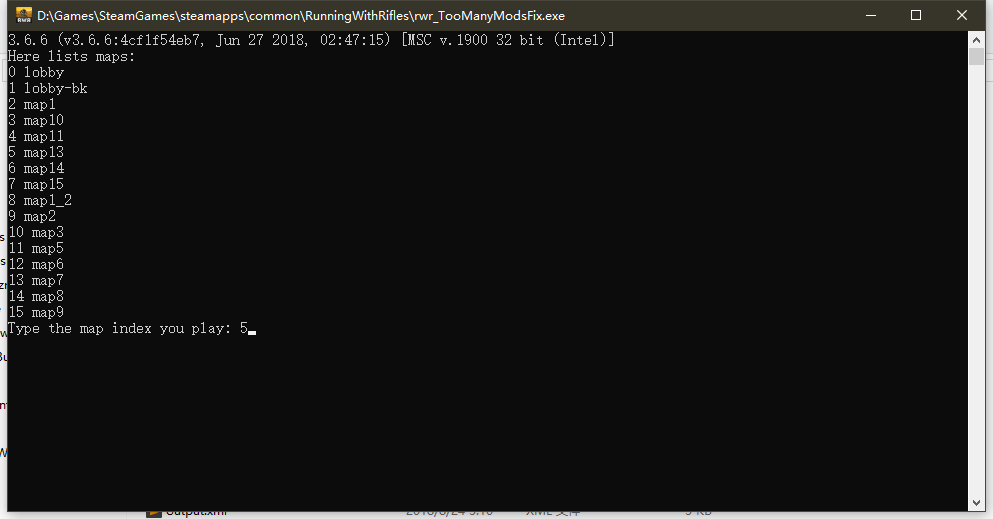 D:\Games\SteamGames\steamapps\common\RunningWithRifles\rwr_TooManyModsFix.exe
3.6.6 (v3.6.6:4cf1f54eb7, Jun 27 2018, 02:47:15) [MSC v.1900 32 bit (Intel)]
Here lists maps:
0 lobby
1 lobby-bk
2 map1
3 map10
4 map11
5 map13
6 map14
7 map15
8 map1_2
9 map2
10 map3
11 map5
12 map6
13 map7
14 map8
15 map9
Type the map index you play: 5